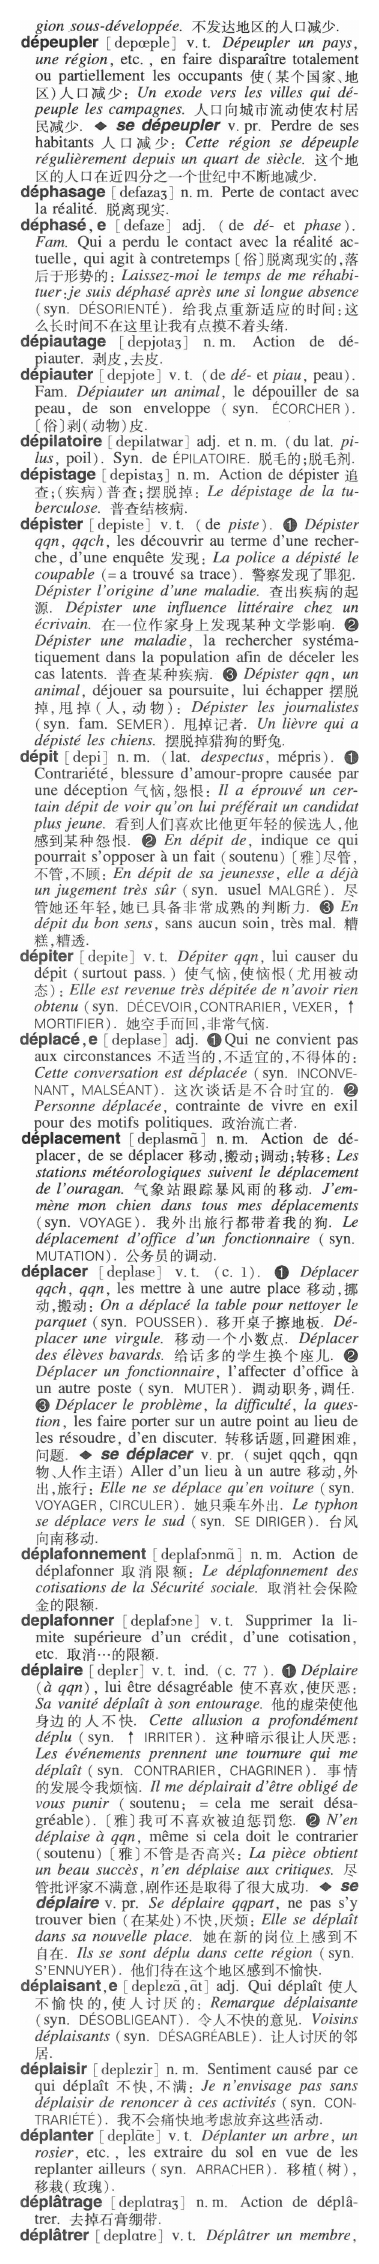 gion sous-développée. 不发达地区的人口减少.
dépeupler [depœple] v. t. Dépeupler un pays,
une région, etc., en faire disparaître totalement
ou partiellement les occupants 使(某个国家、地
区)人口减少: Un exode vers les villes qui dé-
peuple les campagnes. 人口向城市流动使农村居
民减少. ◆ se dépeupler v. pr. Perdre de ses
habitants 人口减少: Cette région se dépeuple
régulièrement depuis un quart de siècle. 这个地
区的人口在近四分之一个世纪中不断地减少.
déphasage [defazaʒ] n. m. Perte de contact avec
la réalité. 脱离现实.
déphasé, e [defaze] adj. (de dé- et phase).
Fam. Qui a perdu le contact avec la réalité ac-
tuelle, qui agit à contretemps [俗]脱离现实的,落
后于形势的: Laissez-moi le temps de me réhabi-
tuer:je suis déphasé après une si longue absence
(syn. DÉSORIENTÉ). 给我点重新适应的时间:这
么长时间不在这里让我有点摸不着头绪.
dépiautage [depjotaʒ] n. m. Action de dé-
piauter. 剥皮,去皮.
dépiauter [depjote] v. t. (de dé- et piau, peau).
Fam. Dépiauter un animal, le dépouiller de sa
peau, de son enveloppe (syn. ÉCORCHER).
[俗]剥(动物)皮.
dépilatoire [depilatwar] adj. et n. m. (du lat. pi-
lus, poil). Syn. de ÉPILATOIRE. 脱毛的;脱毛剂.
dépistage [depistaʒ] n. m. Action de dépister 追
查;(疾病)普查;摆脱掉: Le dépistage de la tu-
berculose. 普查结核病.
dépister [depiste] v. t. (de piste). ❶ Dépister
qqn, qqch, les découvrir au terme d'une recher-
che, d'une enquête 发现: La police a dépisté le
coupable (= a trouvé sa trace). 警察发现了罪犯.
Dépister l'origine d'une maladie. 查出疾病的起
源. Dépister une influence littéraire chez un
écrivain. 在一位作家身上发现某种文学影响. ❷
Dépister une maladie, la rechercher systéma-
tiquement dans la population afin de déceler les
cas latents. 普查某种疾病. ❸ Dépister qqn, un
animal, déjouer sa poursuite, lui échapper 摆脱
掉,甩掉(人,动物): Dépister les journalistes
(syn. fam. SEMER). 甩掉记者. Un lièvre qui a
dépisté les chiens. 摆脱掉猎狗的野兔.
dépit [depi] n. m. (lat. despectus, mépris). ❶
Contrariété, blessure d'amour-propre causée par
une déception 气恼,怨恨: Il a éprouvé un cer-
tain dépit de voir qu'on lui préférait un candidat
plus jeune. 看到人们喜欢比他更年轻的候选人,他
感到某种怨恨. ❷ En dépit de, indique ce qui
pourrait s'opposer à un fait (soutenu) [雅]尽管,
不管,不顾: En dépit de sa jeunesse, elle a déjà
un jugement très sûr (syn. usuel MALGRÉ). 尽
管她还年轻,她已具备非常成熟的判断力. ❸ En
dépit du bon sens, sans aucun soin, très mal. 糟
糕,糟透.
dépiter [depite] v. t. Dépiter qqn, lui causer du
dépit (surtout pass.) 使气恼,使恼恨(尤用被动
态): Elle est revenue très dépitée de n'avoir rien
obtenu (syn. DÉCEVOIR, CONTRARIER, VEXER, ↑
MORTIFIER). 她空手而回,非常气恼.
déplacé, e [deplase] adj. ❶ Qui ne convient pas
aux circonstances 不适当的,不适宜的,不得体的:
Cette conversation est déplacée (syn. INCONVE-
NANT, MALSÉANT). 这次谈话是不合时宜的. ❷
Personne déplacée, contrainte de vivre en exil
pour des motifs politiques. 政治流亡者.
déplacement [deplasmɑ̃] n. m. Action de dé-
placer, de se déplacer 移动,搬动;调动;转移: Les
stations météorologiques suivent le déplacement
de l'ouragan. 气象站跟踪暴风雨的移动. J'em-
mène mon chien dans tous mes déplacements
(syn. VOYAGE). 我外出旅行都带着我的狗. Le
déplacement d'office d'un fonctionnaire (syn.
MUTATION). 公务员的调动.
déplacer [deplase] v. t. (c. 1). ❶ Déplacer
qqch, qqn, les mettre à une autre place 移动,挪
动,搬动: On a déplacé la table pour nettoyer le
parquet (syn. POUSSER). 移开桌子擦地板. Dé-
placer une virgule. 移动一个小数点. Déplacer
des élèves bavards. 给话多的学生换个座儿. ❷
Déplacer un fonctionnaire, l'affecter d'office à
un autre poste (syn. MUTER). 调动职务,调任.
❸ Déplacer le problème, la difficulté, la ques-
tion, les faire porter sur un autre point au lieu de
les résoudre, d'en discuter. 转移话题,回避困难,
问题. ◆ se déplacer v. pr. (sujet qqch, qqn
物、人作主语) Aller d'un lieu à un autre 移动,外
出,旅行: Elle ne se déplace qu'en voiture (syn.
VOYAGER, CIRCULER). 她只乘车外出. Le typhon
se déplace vers le sud (syn. SE DIRIGER). 台风
向南移动.
déplafonnement [deplafɔnmɑ̃] n. m. Action de
déplafonner 取消限额: Le déplafonnement des
cotisations de la Sécurité sociale. 取消社会保险
金的限额.
deplafonner [deplafɔne] v. t. Supprimer la li-
mite supérieure d'un crédit, d'une cotisation,
etc. 取消…的限额.
déplaire [deplɛr] v. t. ind. (c. 77). ❶ Déplaire
(à qqn), lui être désagréable 使不喜欢,使厌恶:
Sa vanité déplaît à son entourage. 他的虚荣使他
身边的人不快. Cette allusion a profondément
déplu (syn. ↑ IRRITER). 这种暗示很让人厌恶:
Les événements prennent une tournure qui me
déplaît (syn. CONTRARIER, CHAGRINER). 事情
的发展令我烦恼. Il me déplairait d'être obligé de
vous punir (soutenu; = cela me serait désa-
gréable). [雅]我可不喜欢被迫惩罚您. ❷ N'en
déplaise à qqn, même si cela doit le contrarier
(soutenu) [雅]不管是否高兴: La pièce obtient
un beau succès, n'en déplaise aux critiques. 尽
管批评家不满意,剧作还是取得了很大成功. ◆ se
déplaire v. pr. Se déplaire qqpart, ne pas s'y
trouver bien (在某处)不快,厌烦: Elle se déplaît
dans sa nouvelle place. 她在新的岗位上感到不
自在. Ils se sont déplu dans cette région (syn.
S'ENNUYER). 他们待在这个地区感到不愉快.
déplaisant, e [deplɛzɑ̃, ɑ̃t] adj. Qui déplaît 使人
不愉快的,使人讨厌的: Remarque déplaisante
(syn. DÉSOBLIGEANT). 令人不快的意见. Voisins
déplaisants (syn. DÉSAGRÉABLE). 让人讨厌的邻
居.
déplaisir [deplɛzir] n. m. Sentiment causé par ce
qui déplaît 不快,不满: Je n'envisage pas sans
déplaisir de renoncer à ces activités (syn. CON-
TRARIÉTÉ). 我不会痛快地考虑放弃这些活动.
déplanter [deplɑ̃te] v. t. Déplanter un arbre, un
rosier, etc., les extraire du sol en vue de les
replanter ailleurs (syn. ARRACHER). 移植(树),
移栽(玫瑰).
déplâtrage [deplɑtraʒ] n. m. Action de déplâ-
trer. 去掉石膏绷带.
déplâtrer [deplatre] v. t. Déplâtrer un membre,